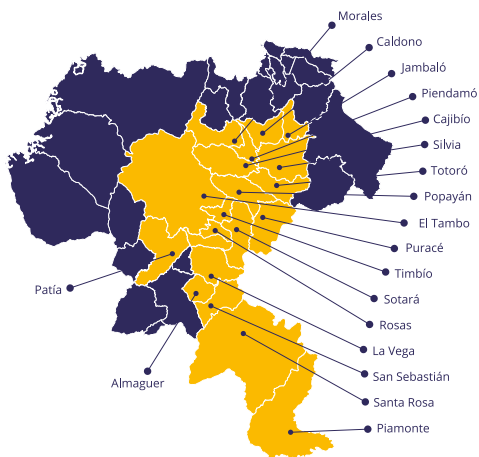 Morales
Caldono
Jambaló
Piendamó
Cajibío
Silvia
Totoró
Popayán
El Tambo
Puracé
Timbío
Sotará
Patía
Rosas
La Vega
San Sebastián
Almaguer
Santa Rosa
Piamonte